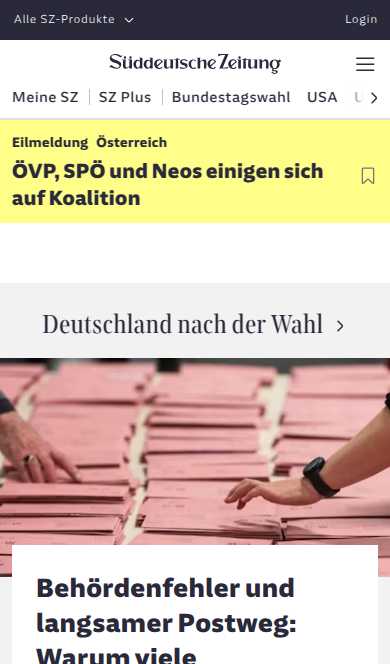 Alle SZ-Produkte
Login
Süddeutsche Zeitung
Meine SZ
SZ Plus
Bundestagswahl
USA
Eilmeldung Österreich
ÖVP, SPÖ und Neos einigen sich
auf Koalition
Deutschland nach der Wahl
Behördenfehler und
langsamer Postweg:
Warum viele